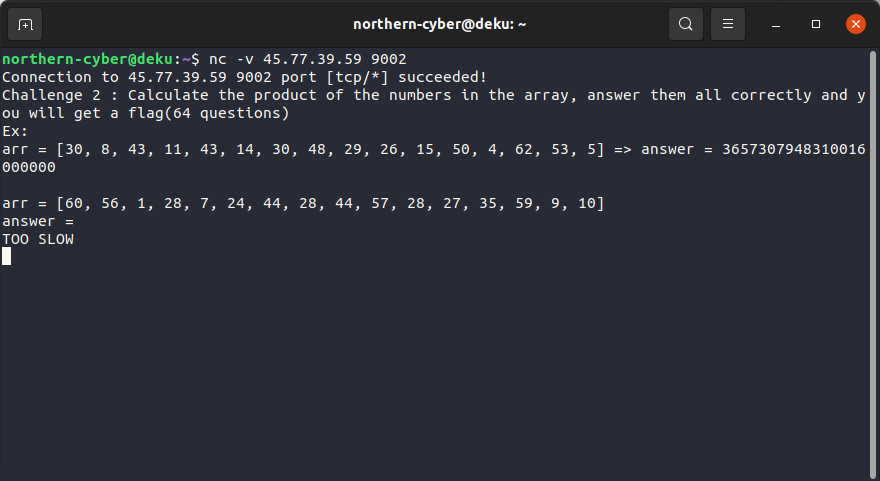 northern-cyber@deku: ~
northern-cyber@deku:~$ nc -v 45.77.39.59 9002
Connection to 45.77.39.59 9002 port [tcp/*] succeeded!
Challenge 2 : Calculate the product of the numbers in the array, answer them all correctly and y
ou will get a flag(64 questions)
Ex:
arr = [30, 8, 43, 11, 43, 14, 30, 48, 29, 26, 15, 50, 4, 62, 53, 5] => answer = 3657307948310016
000000
arr = [60, 56, 1, 28, 7, 24, 44, 28, 44, 57, 28, 27, 35, 59, 9, 10]
answer =
TOO SLOW